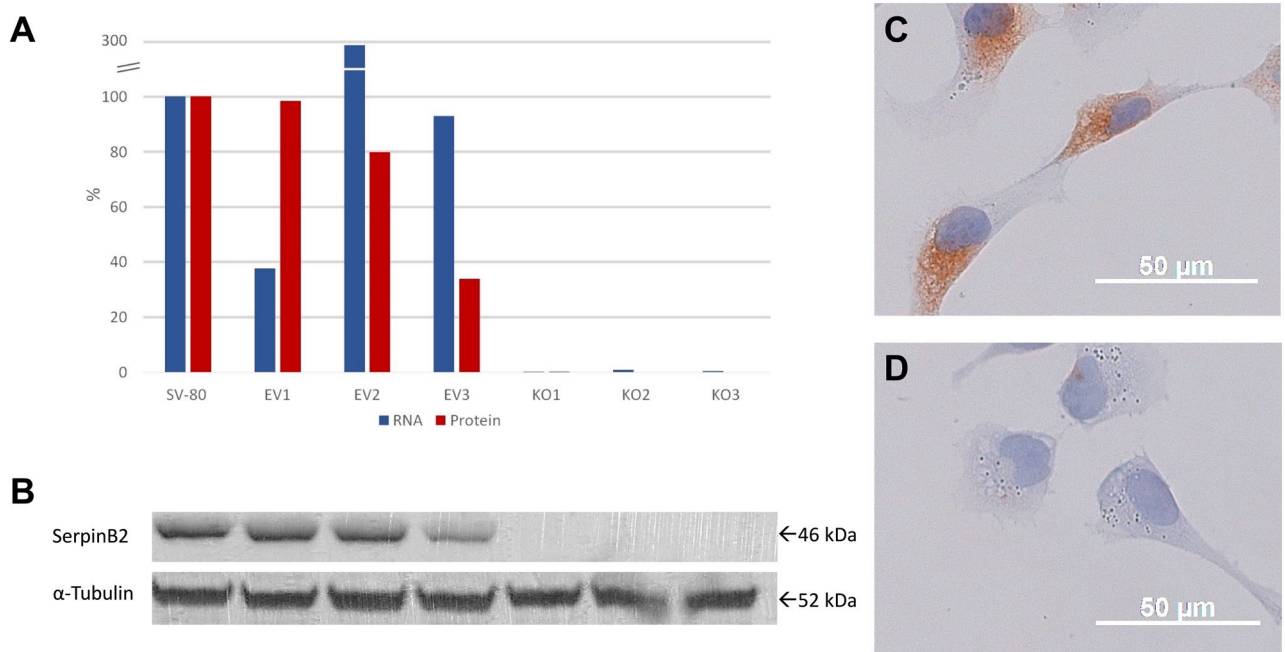 A
300
100
80
60
40
20
0
%
SV-80 EV1 EV2 EV3 KO1 KO2 KO3
RNA Protein
B
SerpinB2 ←46 kDa
α-Tubulin ←52 kDa
C
50 µm
D
50 µm